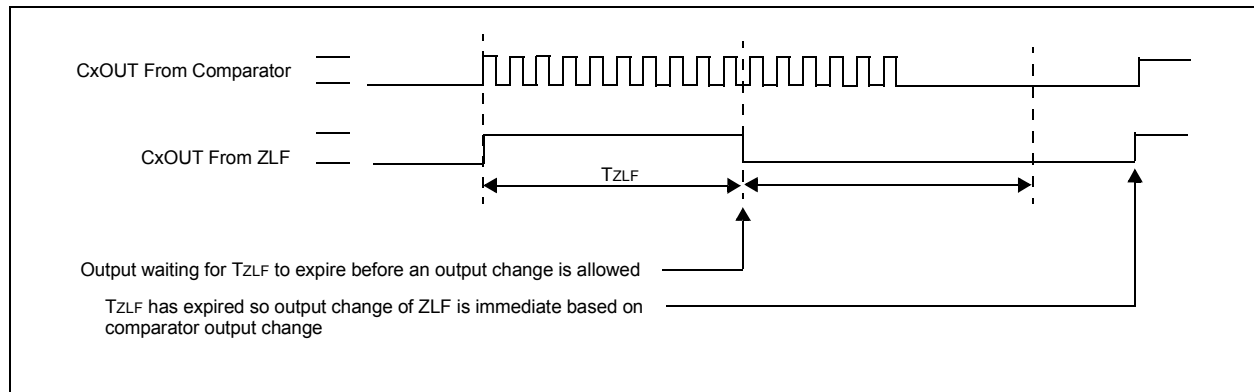 CxOUT From Comparator
CxOUT From ZLF
TZLF
Output waiting for TZLF to expire before an output change is allowed
TZLF has expired so output change of ZLF is immediate based on
comparator output change